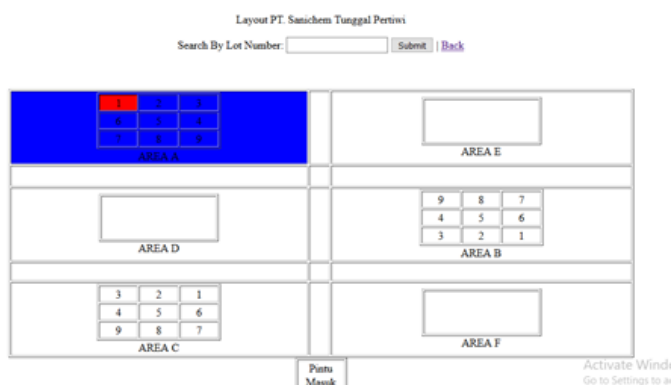 Layout PT. Sanichem Tunggal Pertiwi
Search By Lot Number: Submit | Back
1 2 3
6 5 4
7 8 9
AREA A
AREA E
9 8 7
4 5 6
3 2 1
AREA D
AREA B
3 2 1
4 5 6
9 8 7
AREA C
AREA F
Pintu
Masuk
Activate Wind
Go to Settings to a